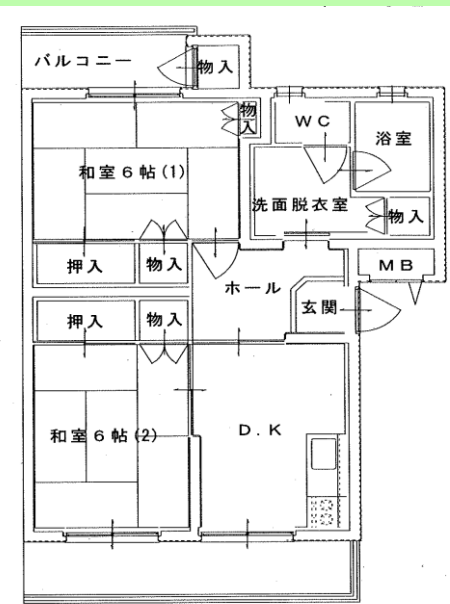 バルコニー
物入
物入
WC
浴室
和室6帖(1)
洗面脱衣室
物入
押入
物入
ホール
MB
玄関
押入
物入
和室6帖(2)
D.K